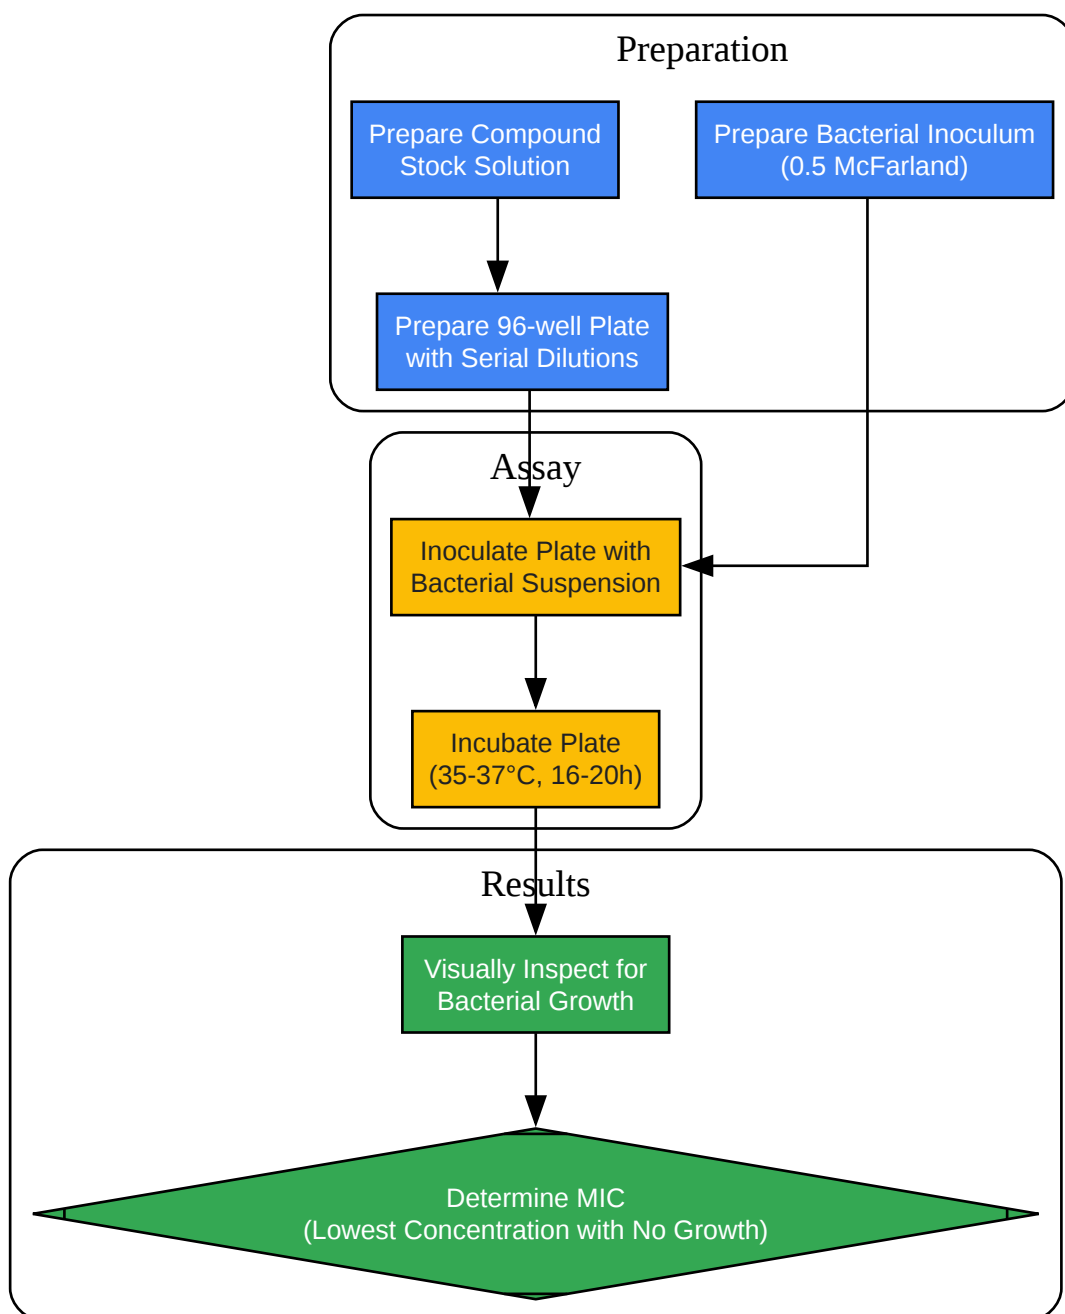 Preparation
Prepare Compound
Stock Solution
Prepare Bacterial Inoculum
(0.5 McFarland)
Prepare 96-well Plate
with Serial Dilutions
Assay
Inoculate Plate with
Bacterial Suspension
Incubate Plate
(35-37°C, 16-20h)
Results
Visually Inspect for
Bacterial Growth
Determine MIC
(Lowest Concentration with No Growth)